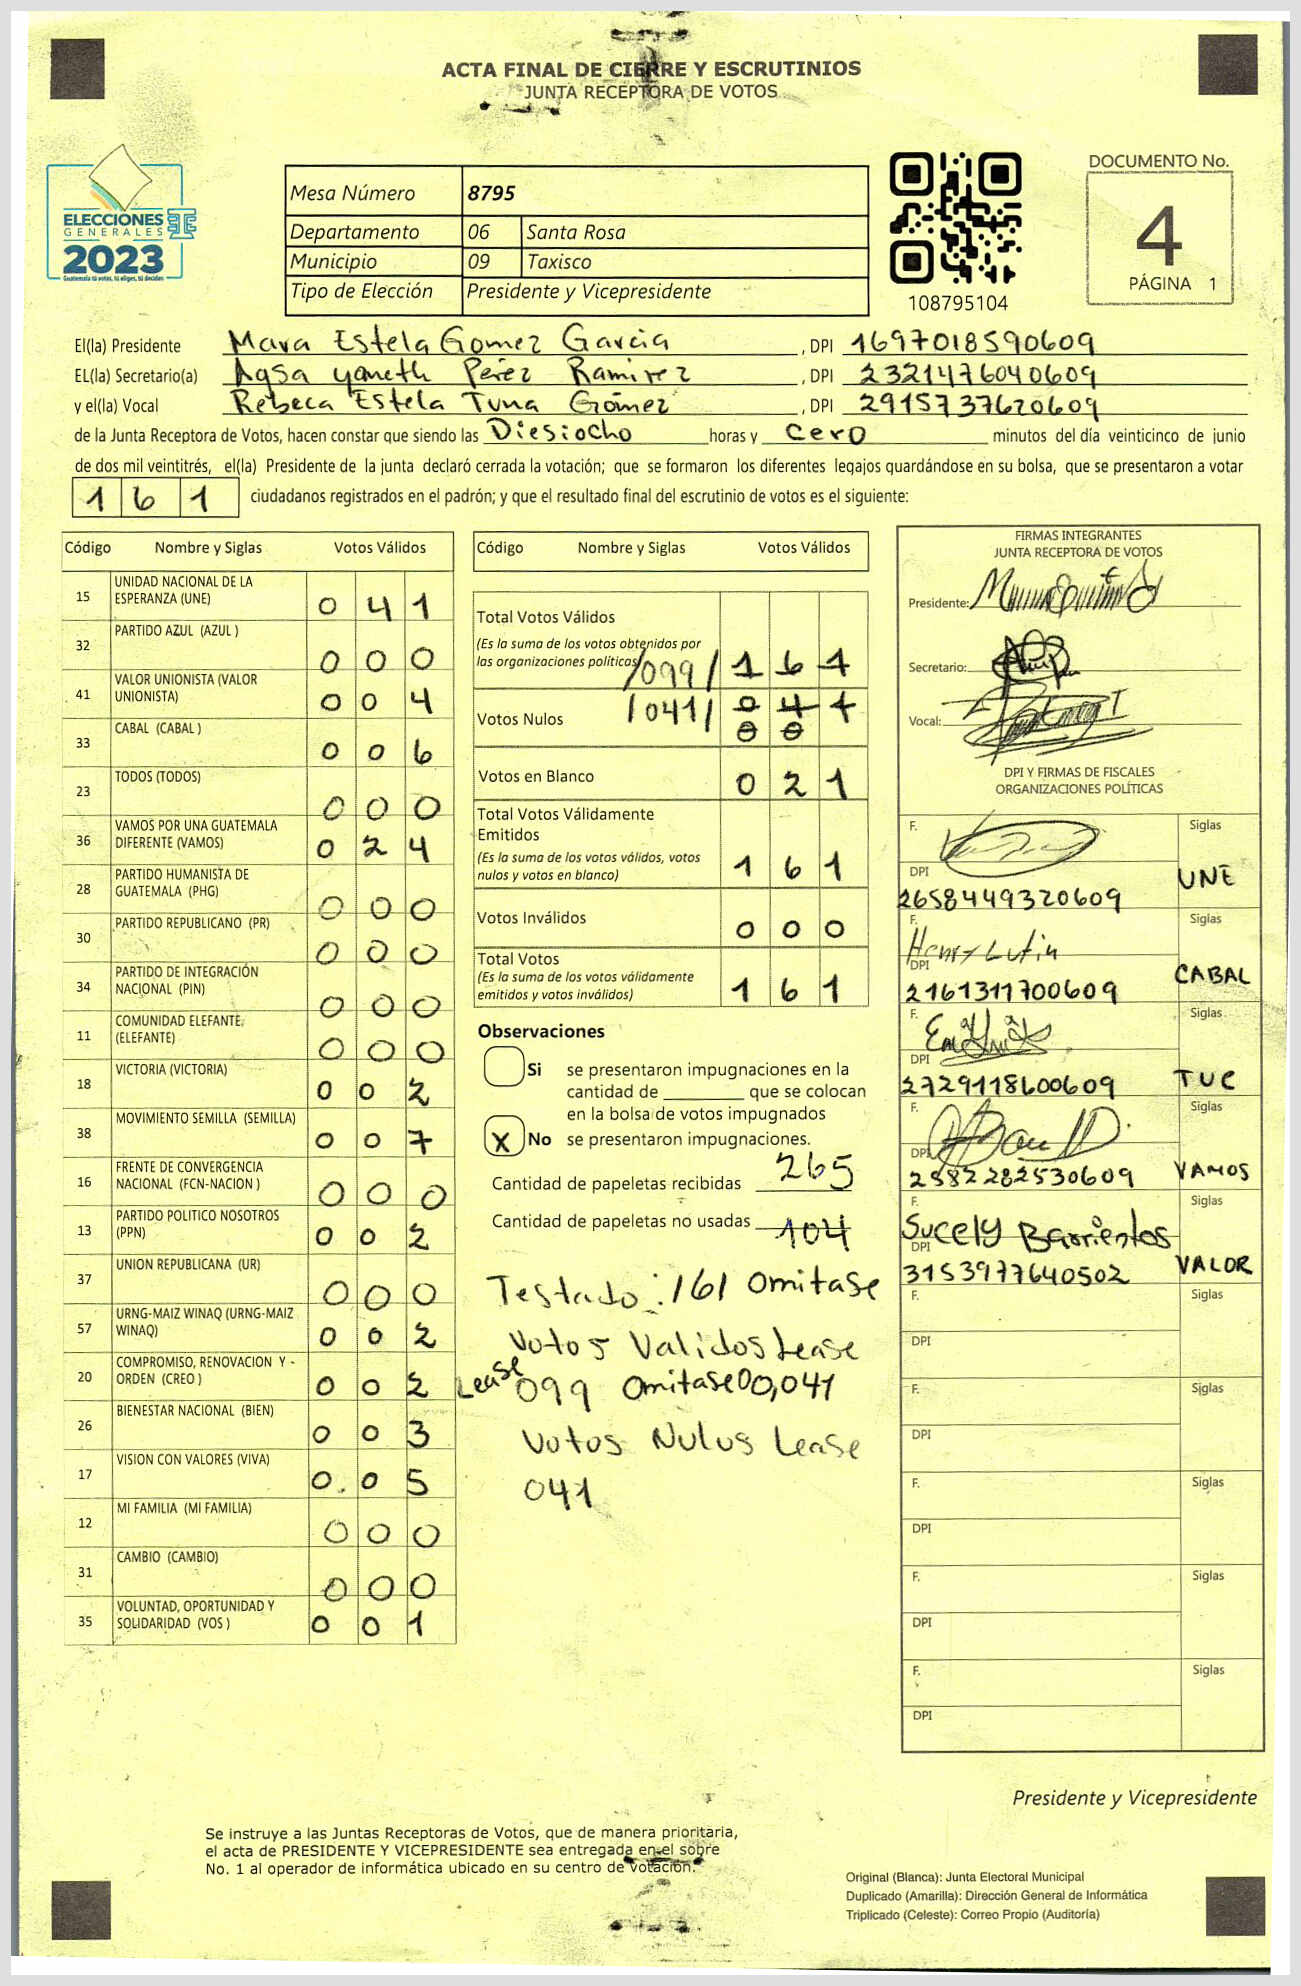 ACTA FINAL DE CIERRE Y ESCRUTINIOS
JUNTA RECEPTORA DE VOTOS
ELECCIONES
GENERALES
2023
Guatemala tú votas, tú eliges, tú decides
Mesa Número 8795
Departamento 06 Santa Rosa
Municipio 09 Taxisco
Tipo de Elección Presidente y Vicepresidente
108795104
DOCUMENTO No.
4
PÁGINA 1
El(la) Presidente Mara Estela Gomez Garcia, DPI 1697018590609
EL(la) Secretario(a) Aqsa yaneth Pérez Ramirez, DPI 2321476040609
y el(la) Vocal Rebeca Estela Tuna Gómez, DPI 2915737620609
de la Junta Receptora de Votos, hacen constar que siendo las Diesiocho horas y cero minutos del día veinticinco de junio
de dos mil veintitrés, el(la) Presidente de la junta declaró cerrada la votación; que se formaron los diferentes legajos guardándose en su bolsa, que se presentaron a votar
161 ciudadanos registrados en el padrón; y que el resultado final del escrutinio de votos es el siguiente:
Código Nombre y Siglas Votos Válidos
15 UNIDAD NACIONAL DE LA ESPERANZA (UNE) 0 4 1
32 PARTIDO AZUL (AZUL ) 0 0 0
41 VALOR UNIONISTA (VALOR UNIONISTA) 0 0 4
33 CABAL (CABAL ) 0 0 6
23 TODOS (TODOS) 0 0 0
36 VAMOS POR UNA GUATEMALA DIFERENTE (VAMOS) 0 2 4
28 PARTIDO HUMANISTA DE GUATEMALA (PHG) 0 0 0
30 PARTIDO REPUBLICANO (PR) 0 0 0
34 PARTIDO DE INTEGRACIÓN NACIONAL (PIN) 0 0 0
11 COMUNIDAD ELEFANTE (ELEFANTE) 0 0 0
18 VICTORIA (VICTORIA) 0 0 2
38 MOVIMIENTO SEMILLA (SEMILLA) 0 0 7
16 FRENTE DE CONVERGENCIA NACIONAL (FCN-NACION ) 0 0 0
13 PARTIDO POLITICO NOSOTROS (PPN) 0 0 2
37 UNION REPUBLICANA (UR) 0 0 0
57 URNG-MAIZ WINAQ (URNG-MAIZ WINAQ) 0 0 2
20 COMPROMISO, RENOVACION Y - ORDEN (CREO ) 0 0 2
26 BIENESTAR NACIONAL (BIEN) 0 0 3
17 VISION CON VALORES (VIVA) 0 0 5
12 MI FAMILIA (MI FAMILIA) 0 0 0
31 CAMBIO (CAMBIO) 0 0 0
35 VOLUNTAD, OPORTUNIDAD Y SOLIDARIDAD (VOS ) 0 0 1
Código Nombre y Siglas Votos Válidos
Total Votos Válidos
(Es la suma de los votos obtenidos por
las organizaciones políticas) /099/ 1 6 1
Votos Nulos /041/ 0 4 1
0 0
Votos en Blanco 0 2 1
Total Votos Válidamente
Emitidos
(Es la suma de los votos válidos, votos
nulos y votos en blanco) 1 6 1
Votos Inválidos 0 0 0
Total Votos
(Es la suma de los votos válidamente
emitidos y votos inválidos) 1 6 1
Observaciones
Si se presentaron impugnaciones en la
cantidad de ________ que se colocan
en la bolsa de votos impugnados
X No se presentaron impugnaciones.
Cantidad de papeletas recibidas 265
Cantidad de papeletas no usadas 104
Testado : 161 Omitase
Votos Validos Lease
Lease 099 Omitase 00,041
Votos Nulos Lease
041
FIRMAS INTEGRANTES
JUNTA RECEPTORA DE VOTOS
Presidente:
Secretario:
Vocal:
DPI Y FIRMAS DE FISCALES
ORGANIZACIONES POLÍTICAS
F. Siglas
DPI 2658449320609 UNE
F. Henry Siglas
DPI 2161311700609 CABAL
F. Siglas
DPI 2729118600609 TUC
F. Siglas
DPI 2582282530609 VAMOS
F. Sucely Barrientos Siglas
DPI 3153977640502 VALOR
F. Siglas
DPI
F. Siglas
DPI
F. Siglas
DPI
F. Siglas
DPI
F. Siglas
DPI
Presidente y Vicepresidente
Se instruye a las Juntas Receptoras de Votos, que de manera prioritaria,
el acta de PRESIDENTE Y VICEPRESIDENTE sea entregada en el sobre
No. 1 al operador de informática ubicado en su centro de votación.
Original (Blanca): Junta Electoral Municipal
Duplicado (Amarilla): Dirección General de Informática
Triplicado (Celeste): Correo Propio (Auditoría)